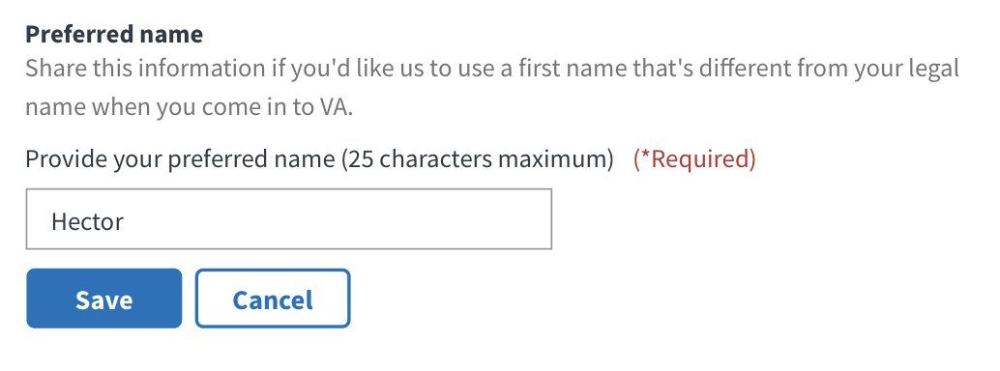 Preferred name
Share this information if you'd like us to use a first name that's different from your legal
name when you come in to VA.
Provide your preferred name (25 characters maximum) (*Required)
Hector
Save Cancel